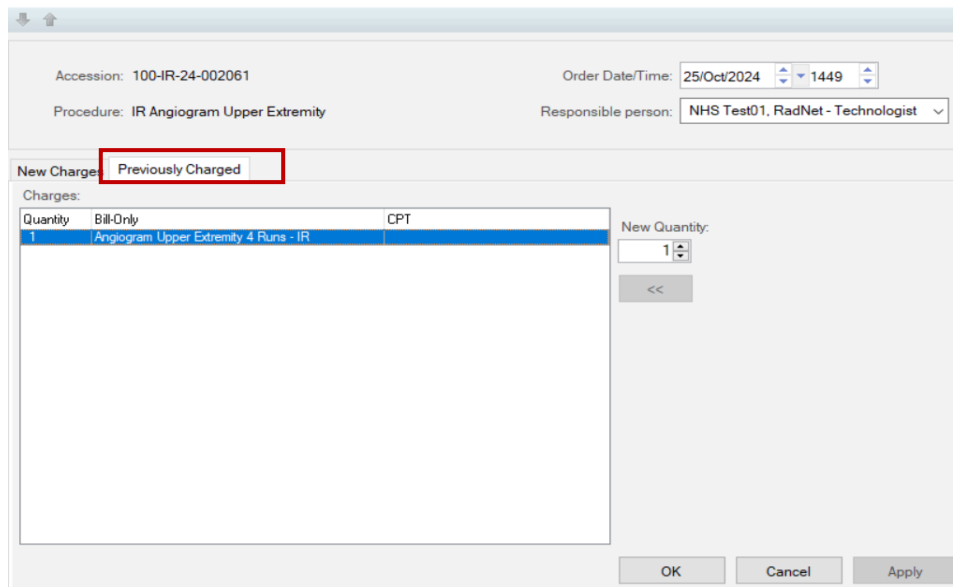 Accession: 100-IR-24-002061 Order Date/Time: 25/Oct/2024 1449
Procedure: IR Angiogram Upper Extremity Responsible person: NHS Test01, RadNet - Technologist
New Charges Previously Charged
Charges:
Quantity Bill-Only CPT New Quantity:
1 Angiogram Upper Extremity 4 Runs - IR 1
<<
OK Cancel Apply